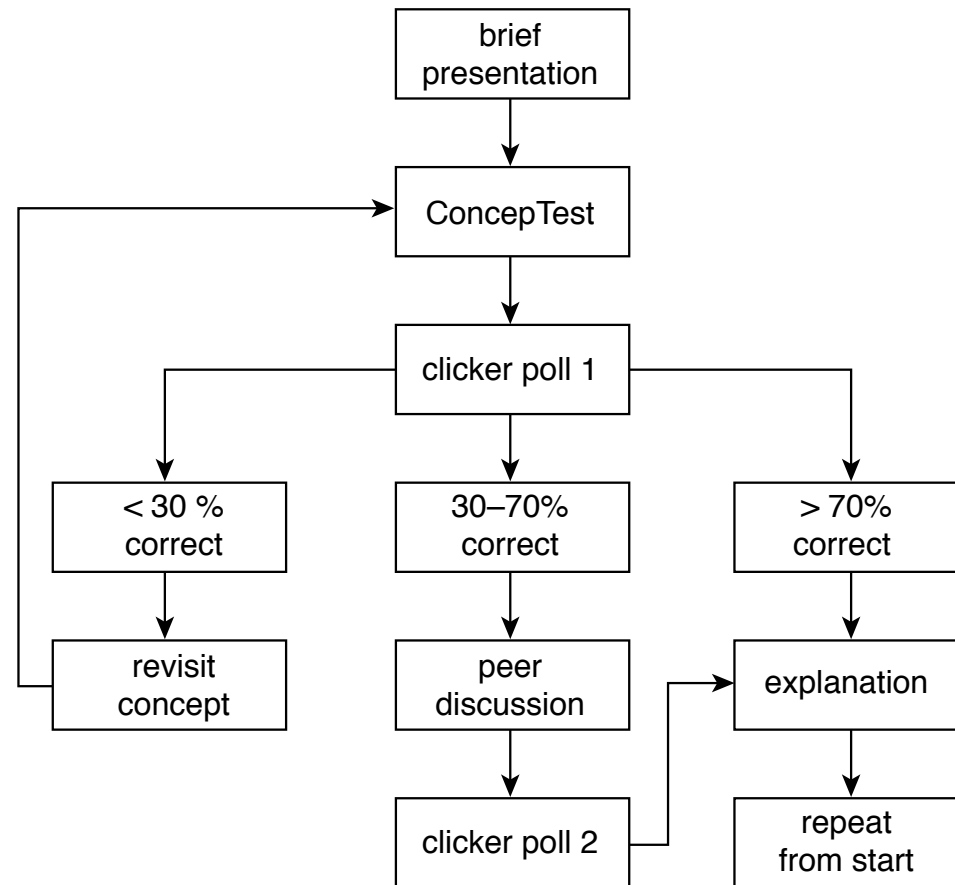 brief
presentation
ConcepTest
clicker poll 1
< 30 %
correct
30–70%
correct
> 70%
correct
revisit
concept
peer
discussion
explanation
clicker poll 2
repeat
from start